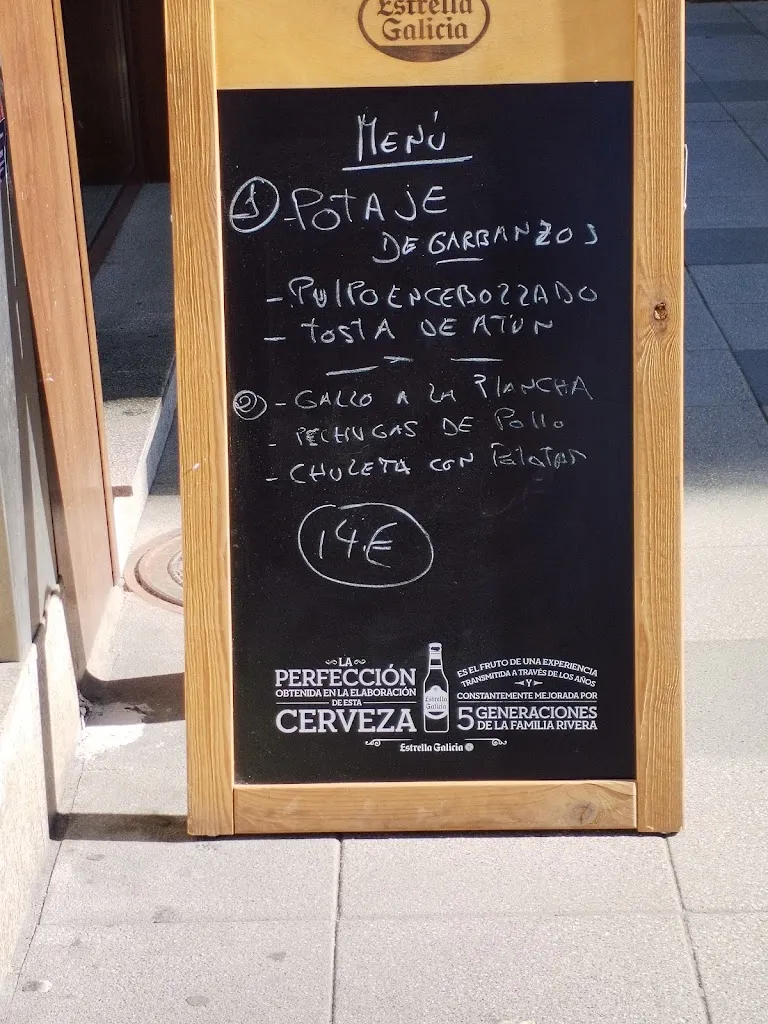 Estrella
Galicia
MENÚ
1 - POTAJE
DE GARBANZOS
- PULPO ENCEBOZZADO
- TOSTA DE ATÚN
2 - GALLO A LA PLANCHA
- PECHUGAS DE POLLO
- CHULETA CON Patatas
14€
LA
PERFECCIÓN
OBTENIDA EN LA ELABORACIÓN
DE ESTA
CERVEZA
Estrella
Galicia
ES EL FRUTO DE UNA EXPERIENCIA
TRANSMITIDA A TRAVÉS DE LOS AÑOS
Y
CONSTANTEMENTE MEJORADA POR
5 GENERACIONES
DE LA FAMILIA RIVERA
Estrella Galicia